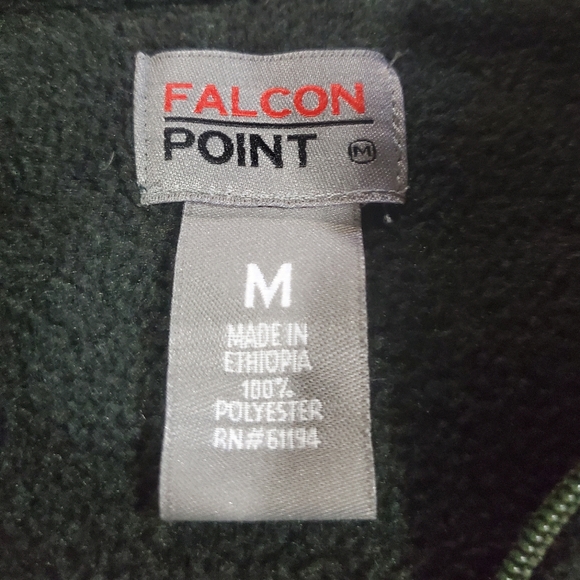 FALCON
POINT M
M
MADE IN
ETHIOPIA
100%
POLYESTER
RN#61194